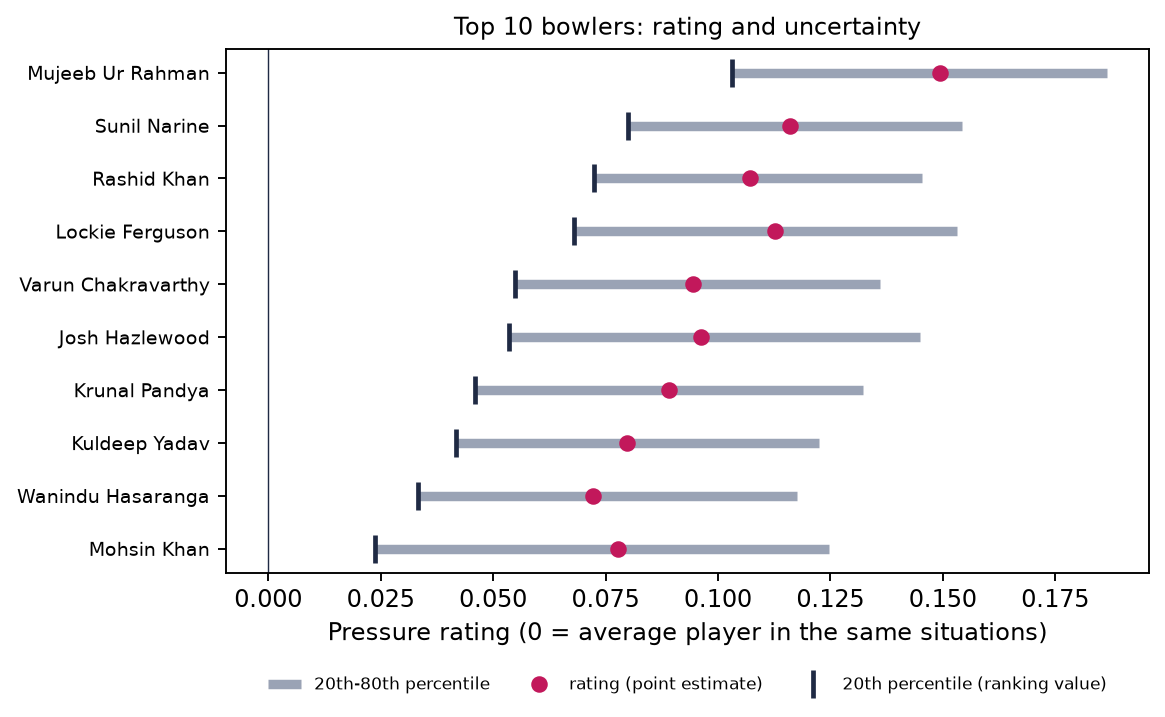 Top 10 bowlers: rating and uncertainty
Mujeeb Ur Rahman
Sunil Narine
Rashid Khan
Lockie Ferguson
Varun Chakravarthy
Josh Hazlewood
Krunal Pandya
Kuldeep Yadav
Wanindu Hasaranga
Mohsin Khan
0.000 0.025 0.050 0.075 0.100 0.125 0.150 0.175
Pressure rating (0 = average player in the same situations)
20th-80th percentile rating (point estimate) 20th percentile (ranking value)